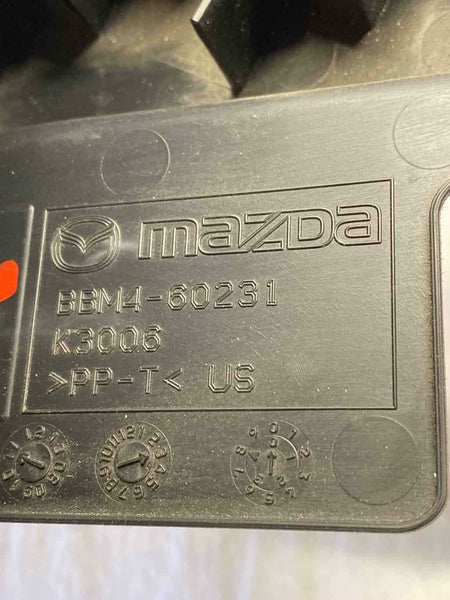 mazda
BBM4-60231
K3006
>PP-T< US